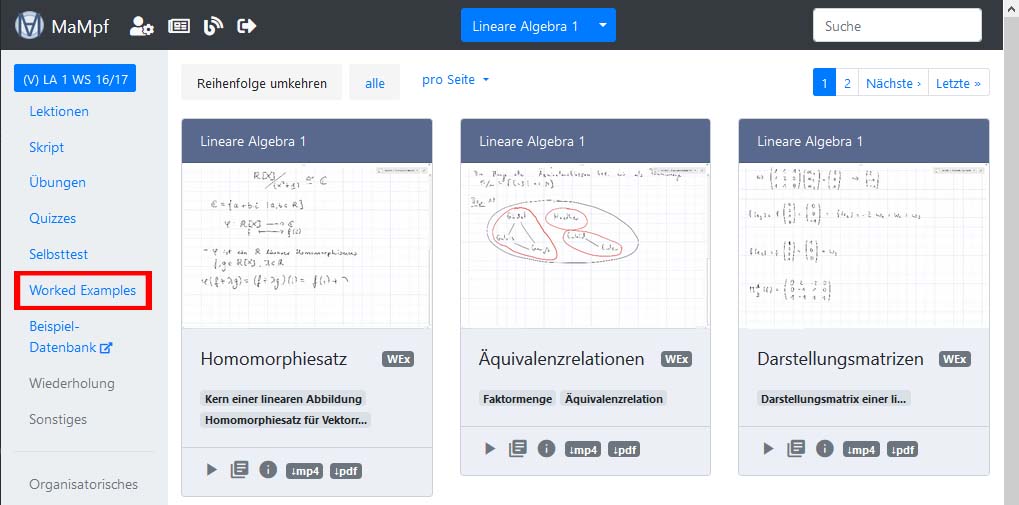 MaMpf
Lineare Algebra 1
Suche
(V) LA 1 WS 16/17
Lektionen
Skript
Übungen
Quizzes
Selbsttest
Worked Examples
Beispiel-
Datenbank
Wiederholung
Sonstiges
Organisatorisches
Reihenfolge umkehren
alle
pro Seite
1 2 Nächste › Letzte »
Lineare Algebra 1
Homomorphiesatz WEx
Kern einer linearen Abbildung
Homomorphiesatz für Vektorr...
↓mp4 ↓pdf
Lineare Algebra 1
Äquivalenzrelationen WEx
Faktormenge Äquivalenzrelation
↓mp4 ↓pdf
Lineare Algebra 1
Darstellungsmatrizen WEx
Darstellungsmatrix einer li...
↓mp4 ↓pdf